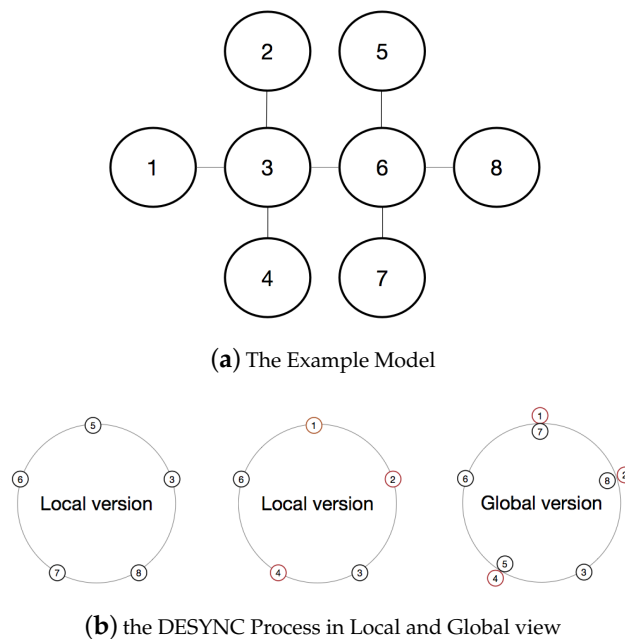 2 5
1 3 6 8
4 7
(a) The Example Model
5
6 Local version 3
7 8
1
6 Local version 2
4 3
1
7
6 Global version 8 2
5
4 3
(b) the DESYNC Process in Local and Global view